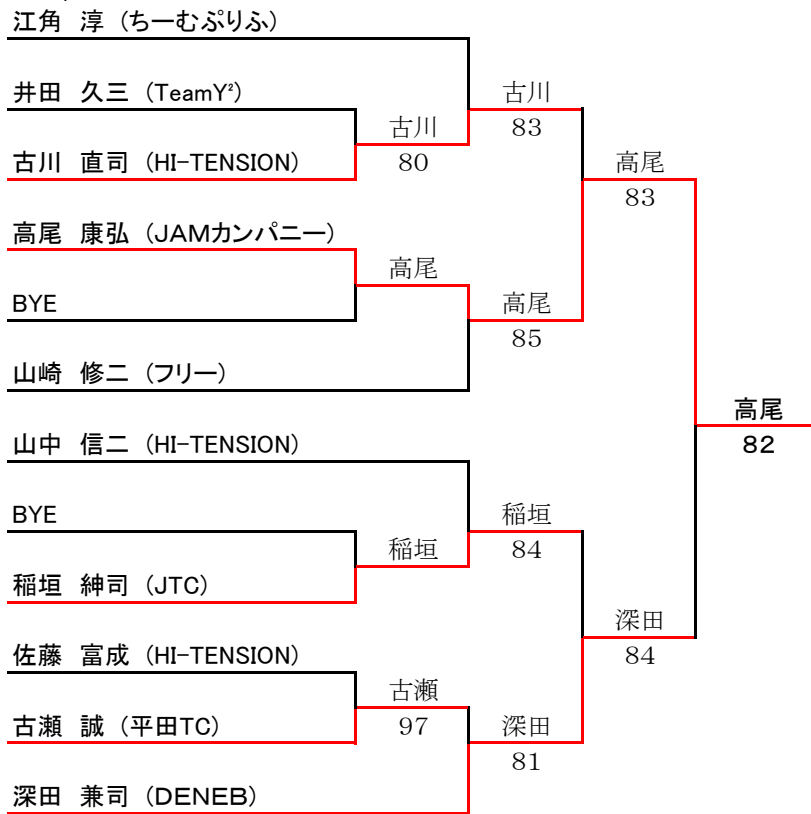 江角 淳 (ちーむぷりふ)
井田 久三 (TeamY²)
古川 直司 (HI-TENSION)
高尾 康弘 (JAMカンパニー)
BYE
山崎 修二 (フリー)
山中 信二 (HI-TENSION)
BYE
稲垣 紳司 (JTC)
佐藤 富成 (HI-TENSION)
古瀬 誠 (平田TC)
深田 兼司 (DENEB)
古川
80
高尾
稲垣
古瀬
97
古川
83
高尾
85
稲垣
84
深田
81
高尾
83
深田
84
高尾
82